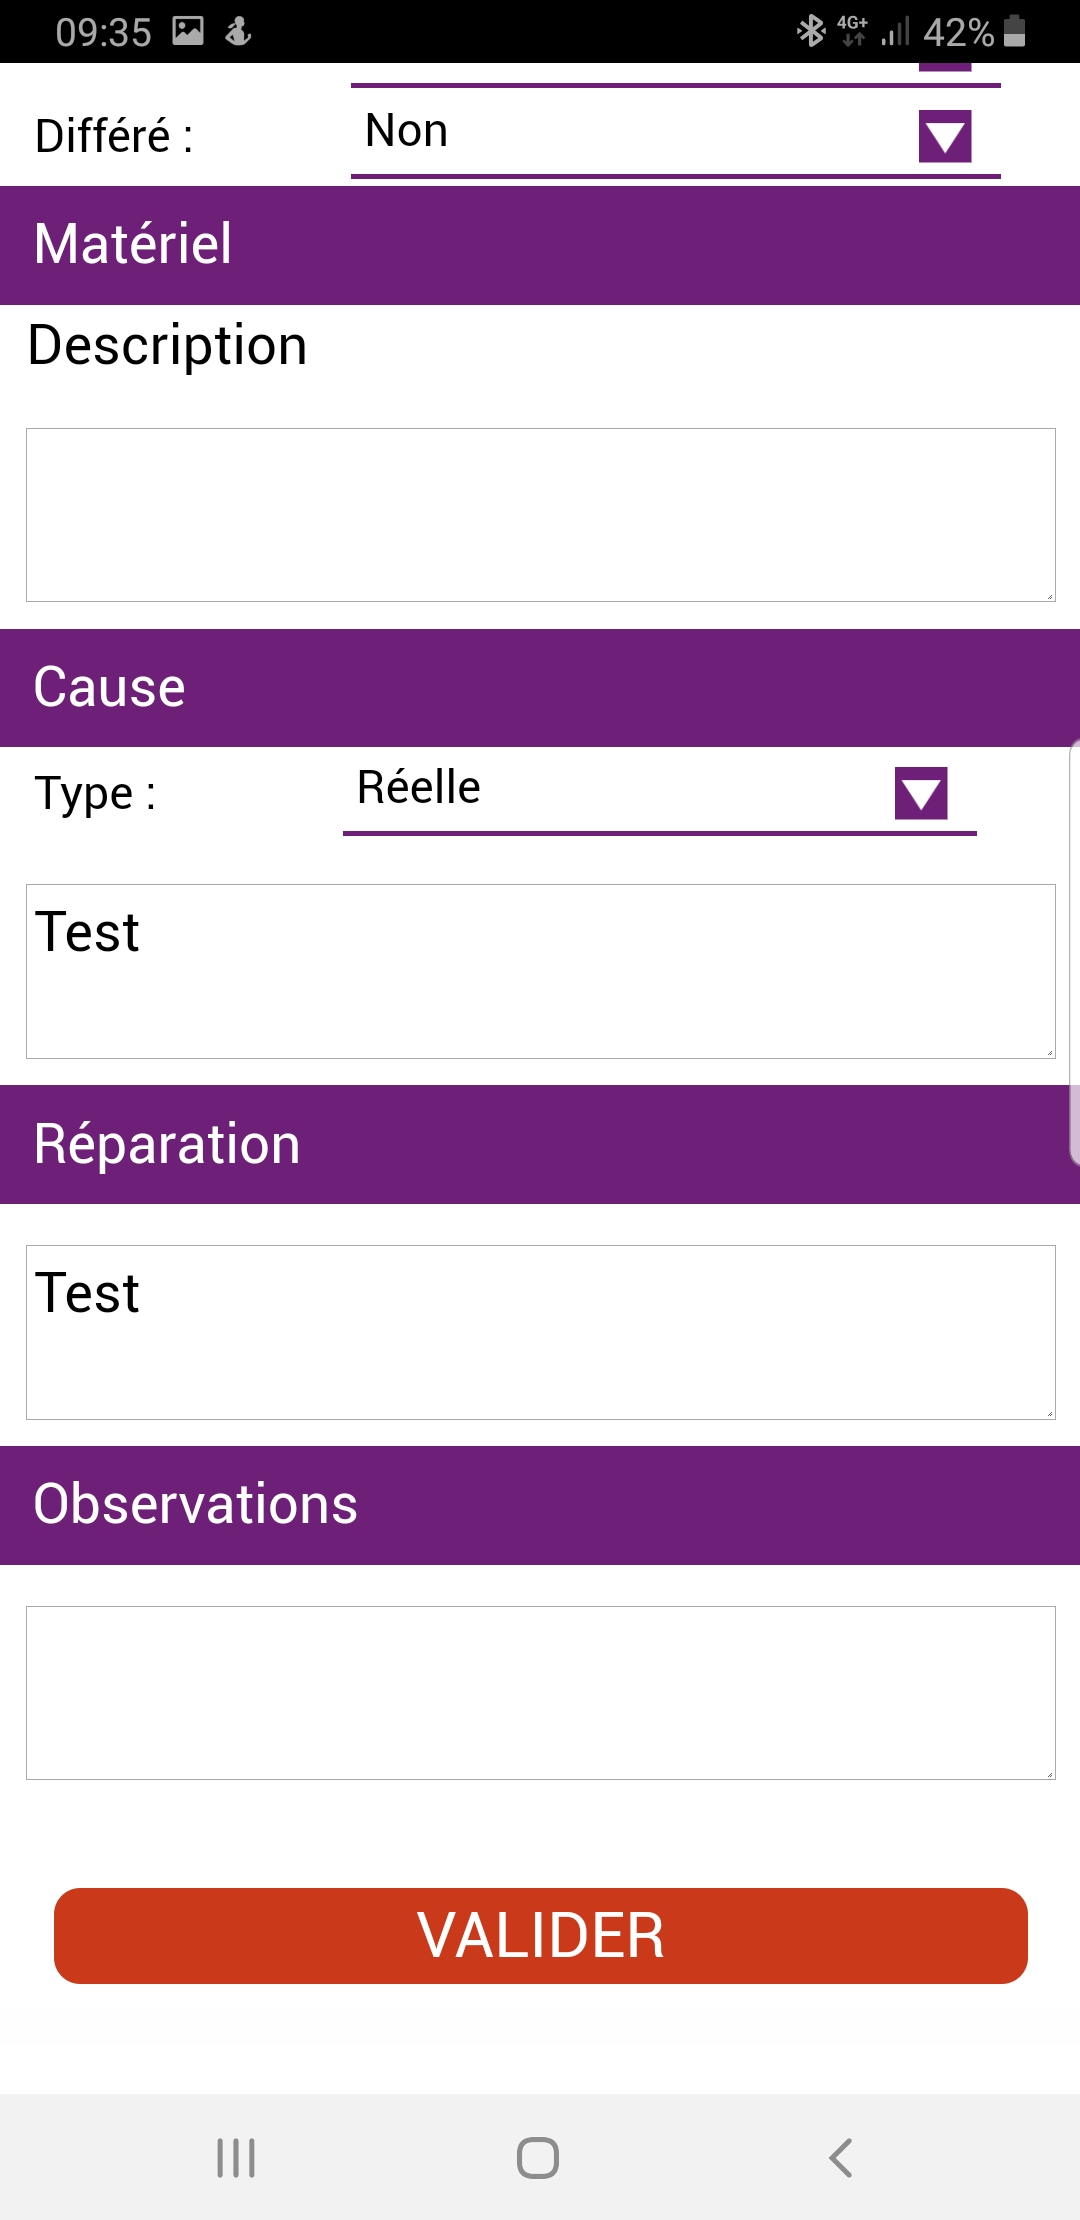 09:35
4G+
42%
Différé :
Non
Matériel
Description
Cause
Type :
Réelle
Test
Réparation
Test
Observations
VALIDER